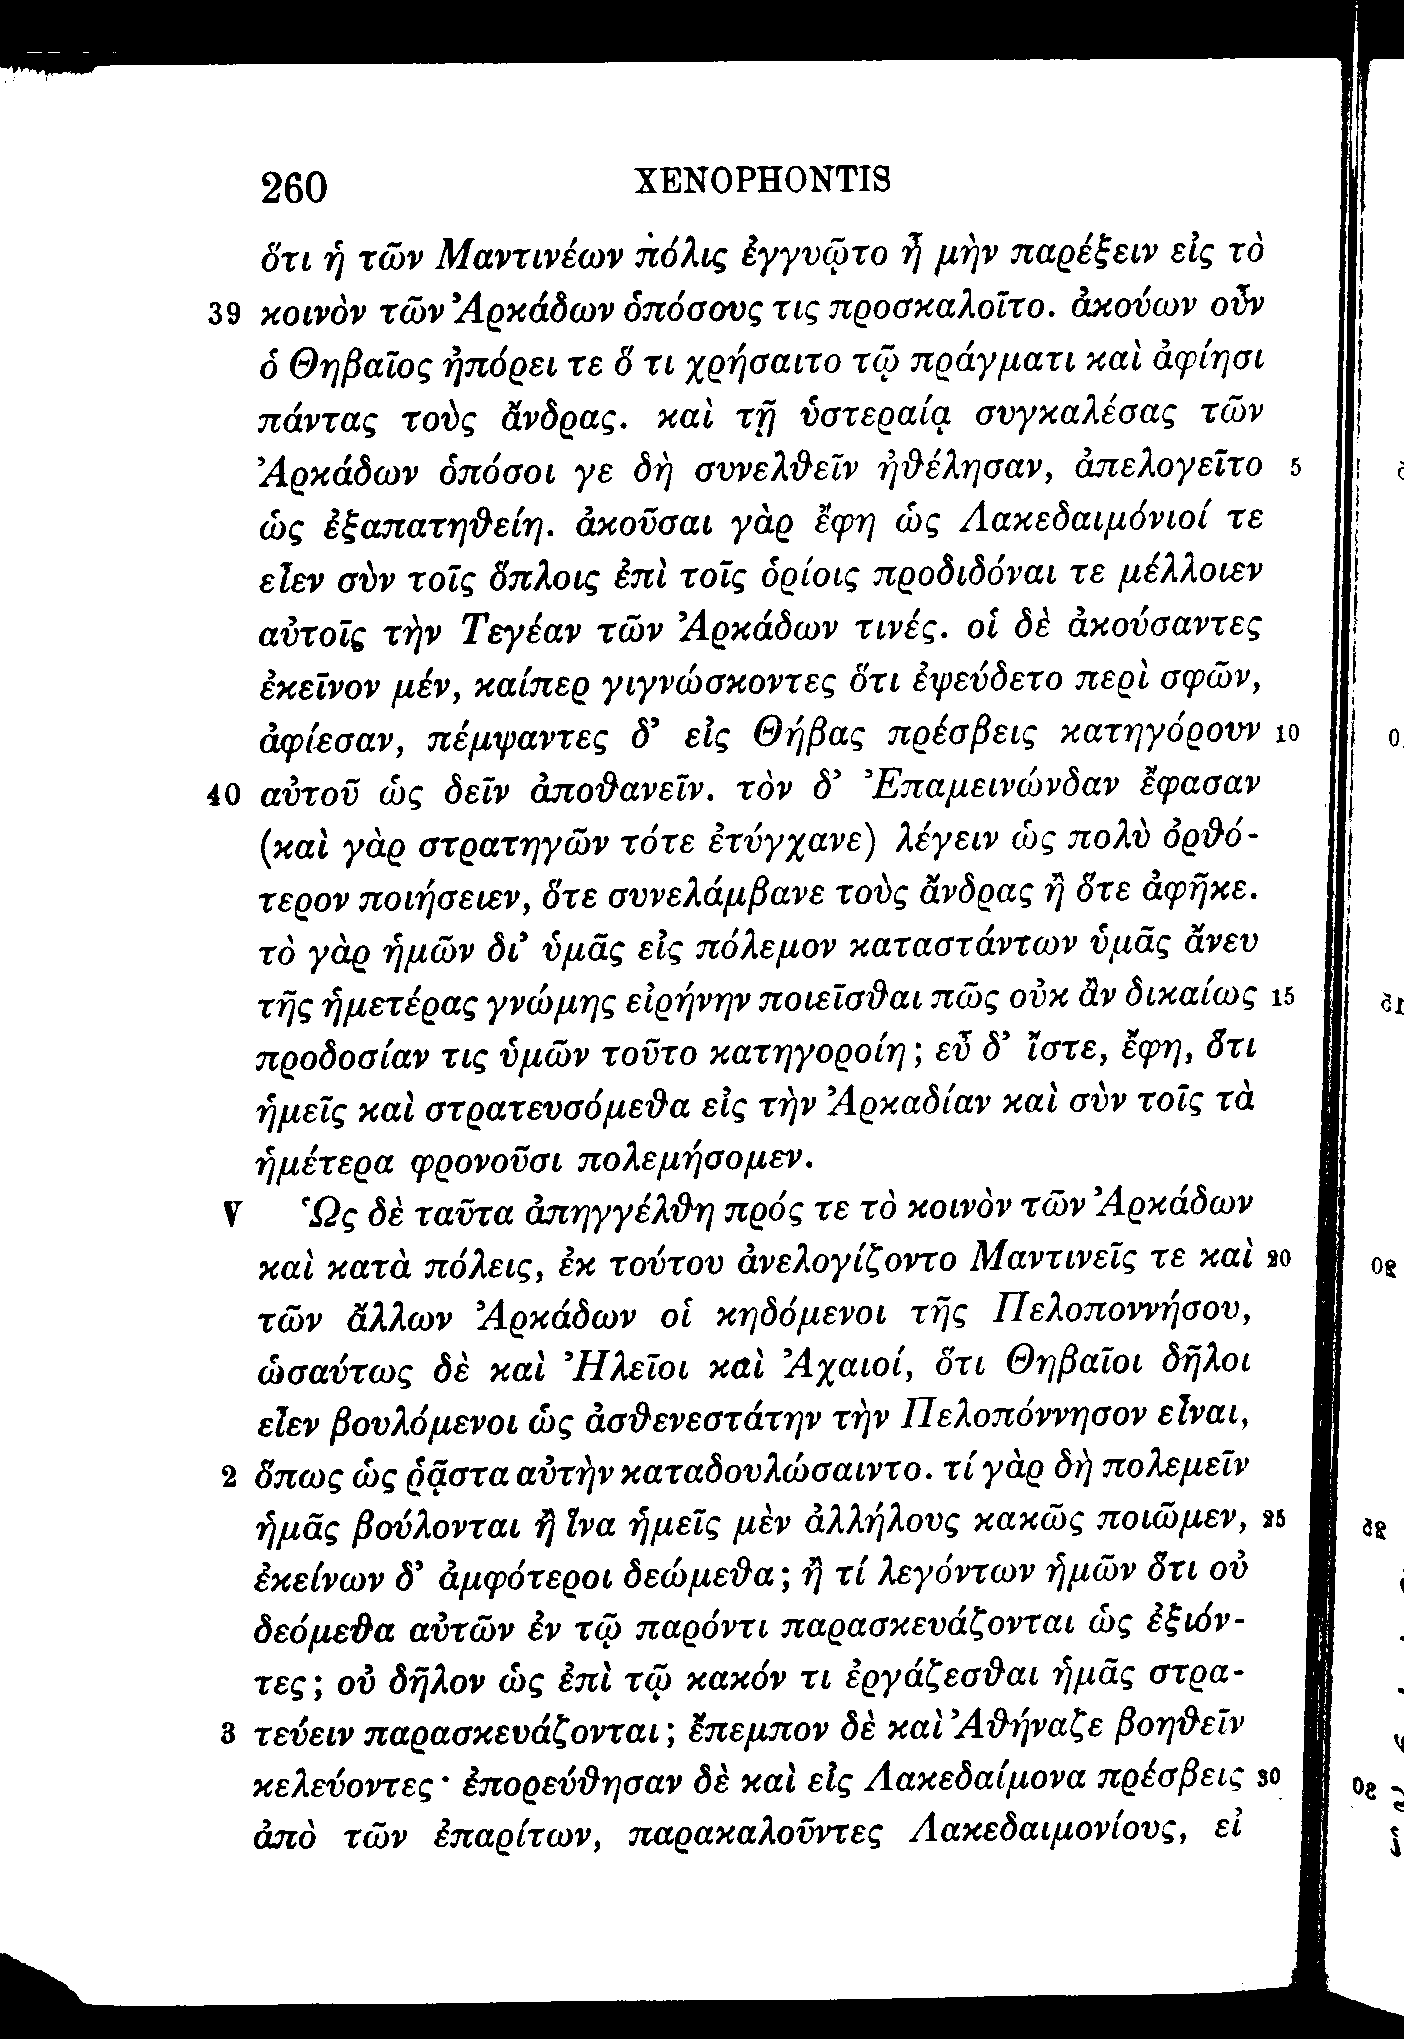 260 XENOPHONTIS
ὅτι ἡ τῶν Μαντινέων πόλις ἐγγυῷτο ἦ μὴν παρέξειν εἰς τὸ
39 κοινὸν τῶν Ἀρκάδων ὁπόσους τις προσκαλοῖτο. ἀκούων οὖν
ὁ Θηβαῖος ἠπόρει τε ὅ τι χρήσαιτο τῷ πράγματι καὶ ἀφίησι
πάντας τοὺς ἄνδρας. καὶ τῇ ὑστεραίᾳ συγκαλέσας τῶν
Ἀρκάδων ὁπόσοι γε δὴ συνελθεῖν ἠθέλησαν, ἀπελογεῖτο 5
ὡς ἐξαπατηθείη. ἀκοῦσαι γὰρ ἔφη ὡς Λακεδαιμόνιοί τε
εἶεν σὺν τοῖς ὅπλοις ἐπὶ τοῖς ὁρίοις προδιδόναι τε μέλλοιεν
αὐτοῖς τὴν Τεγέαν τῶν Ἀρκάδων τινές. οἱ δὲ ἀκούσαντες
ἐκεῖνον μέν, καίπερ γιγνώσκοντες ὅτι ἐψεύδετο περὶ σφῶν,
ἀφίεσαν, πέμψαντες δ’ εἰς Θήβας πρέσβεις κατηγόρουν 10
40 αὐτοῦ ὡς δεῖν ἀποθανεῖν. τὸν δ’ Ἐπαμεινώνδαν ἔφασαν
(καὶ γὰρ στρατηγῶν τότε ἐτύγχανε) λέγειν ὡς πολὺ ὀρθό-
τερον ποιήσειεν, ὅτε συνελάμβανε τοὺς ἄνδρας ἢ ὅτε ἀφῆκε.
τὸ γὰρ ἡμῶν δι’ ὑμᾶς εἰς πόλεμον καταστάντων ὑμᾶς ἄνευ
τῆς ἡμετέρας γνώμης εἰρήνην ποιεῖσθαι πῶς οὐκ ἂν δικαίως 15
προδοσίαν τις ὑμῶν τοῦτο κατηγοροίη; εὖ δ’ ἴστε, ἔφη, ὅτι
ἡμεῖς καὶ στρατευσόμεθα εἰς τὴν Ἀρκαδίαν καὶ σὺν τοῖς τὰ
ἡμέτερα φρονοῦσι πολεμήσομεν.
V Ὡς δὲ ταῦτα ἀπηγγέλθη πρός τε τὸ κοινὸν τῶν Ἀρκάδων
καὶ κατὰ πόλεις, ἐκ τούτου ἀνελογίζοντο Μαντινεῖς τε καὶ 20
τῶν ἄλλων Ἀρκάδων οἱ κηδόμενοι τῆς Πελοποννήσου,
ὡσαύτως δὲ καὶ Ἠλεῖοι καὶ Ἀχαιοί, ὅτι Θηβαῖοι δῆλοι
εἶεν βουλόμενοι ὡς ἀσθενεστάτην τὴν Πελοπόννησον εἶναι,
2 ὅπως ὡς ῥᾷστα αὐτὴν καταδουλώσαιντο. τί γὰρ δὴ πολεμεῖν
ἡμᾶς βούλονται ἢ ἵνα ἡμεῖς μὲν ἀλλήλους κακῶς ποιῶμεν, 25
ἐκείνων δ’ ἀμφότεροι δεώμεθα; ἢ τί λεγόντων ἡμῶν ὅτι οὐ
δεόμεθα αὐτῶν ἐν τῷ παρόντι παρασκευάζονται ὡς ἐξιόν-
τες; οὐ δῆλον ὡς ἐπὶ τῷ κακόν τι ἐργάζεσθαι ἡμᾶς στρα-
3 τεύειν παρασκευάζονται; ἔπεμπον δὲ καὶ Ἀθήναζε βοηθεῖν
κελεύοντες· ἐπορεύθησαν δὲ καὶ εἰς Λακεδαίμονα πρέσβεις 30
ἀπὸ τῶν ἐπαρίτων, παρακαλοῦντες Λακεδαιμονίους, εἰ